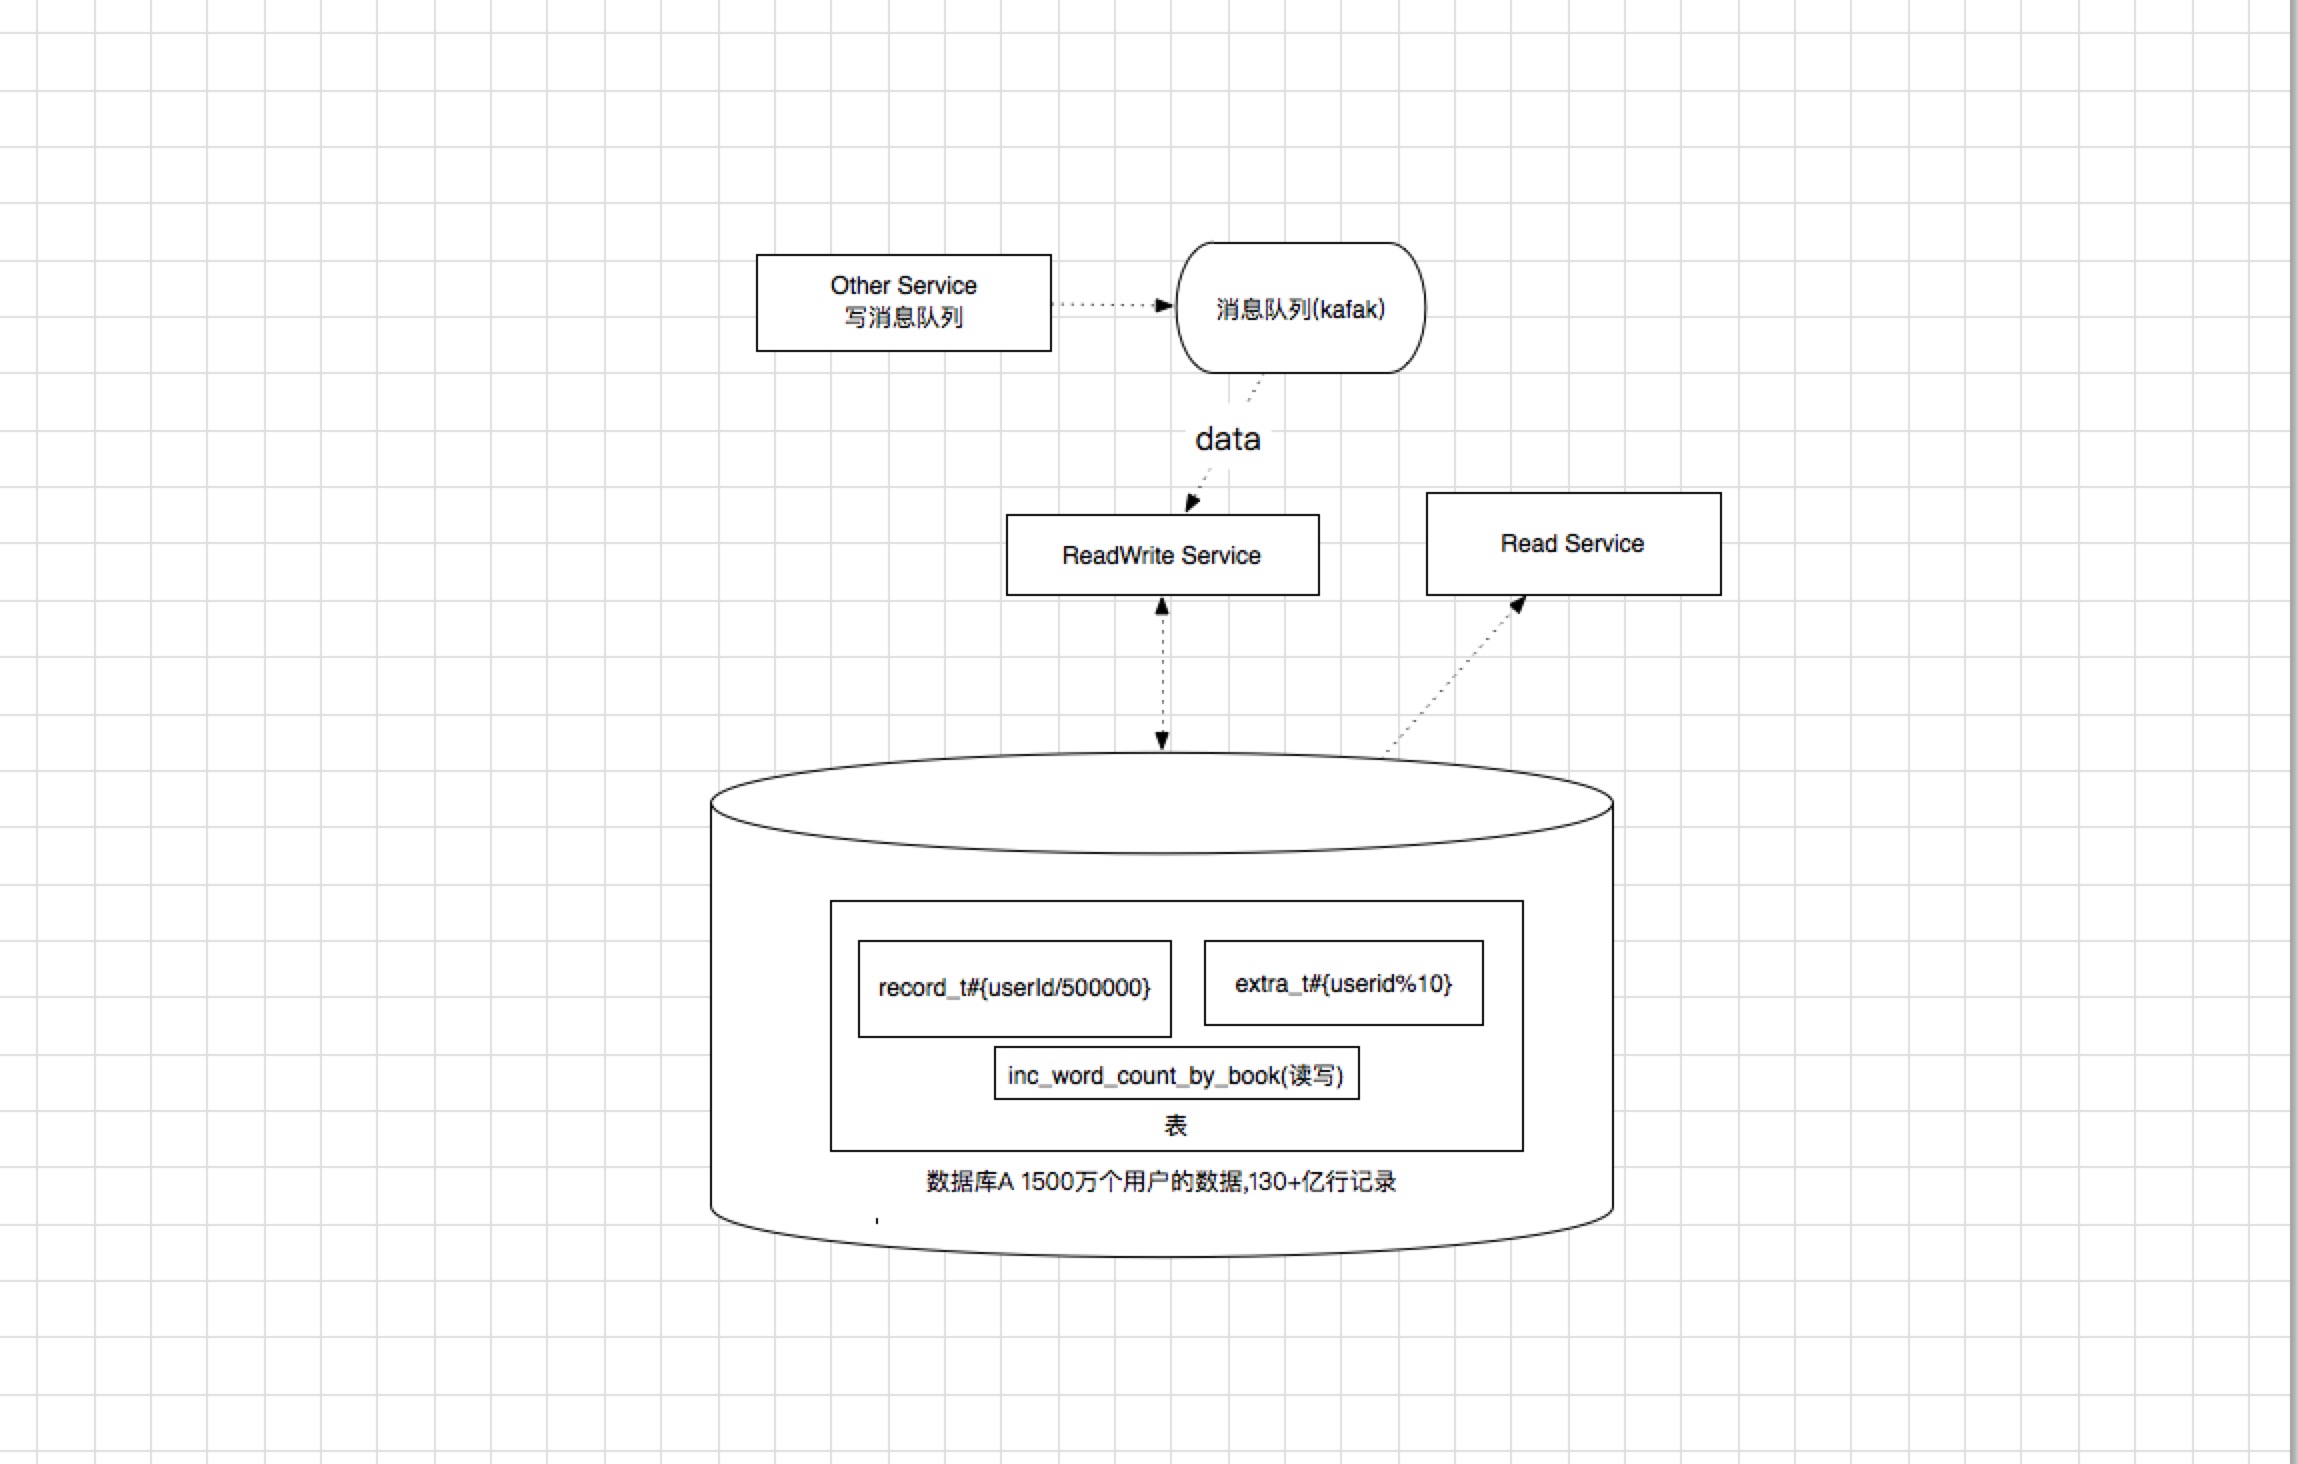 Other Service
写消息队列
消息队列(kafak)
data
ReadWrite Service
Read Service
record_t#{userId/500000}
extra_t#{userid%10}
inc_word_count_by_book(读写)
表
数据库A 1500万个用户的数据,130+亿行记录